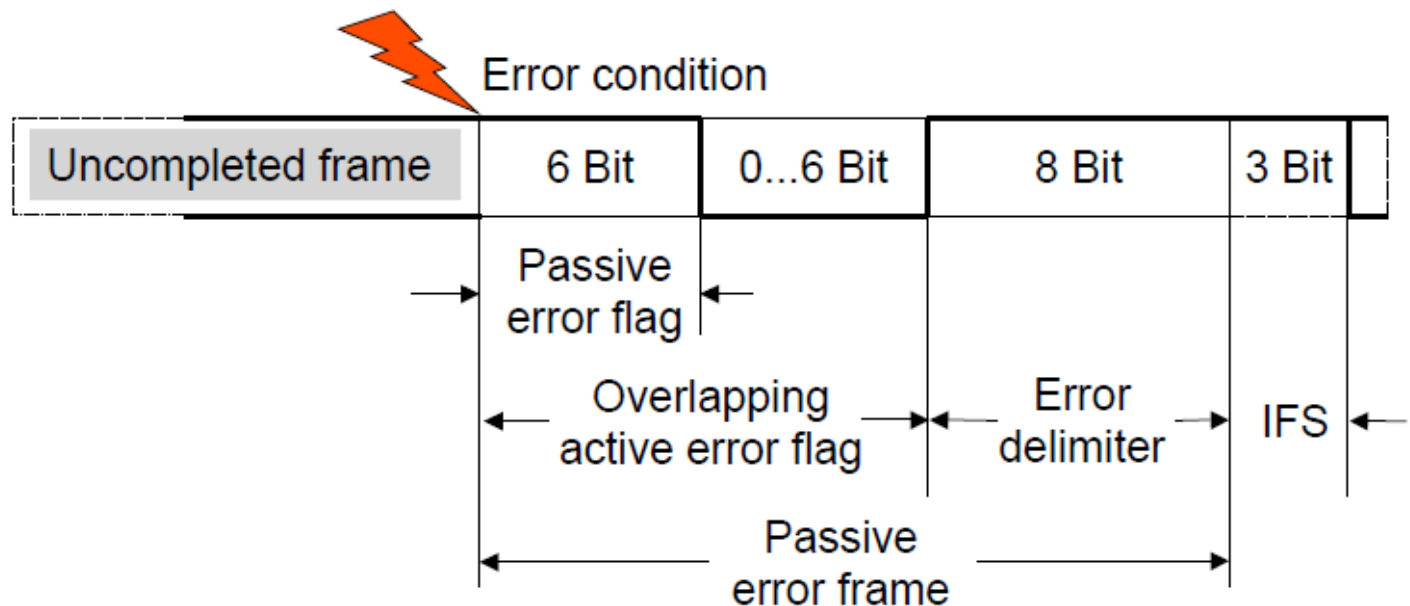 Error condition
Uncompleted frame
6 Bit
0...6 Bit
8 Bit
3 Bit
Passive
error flag
Overlapping
active error flag
Error
delimiter
IFS
Passive
error frame